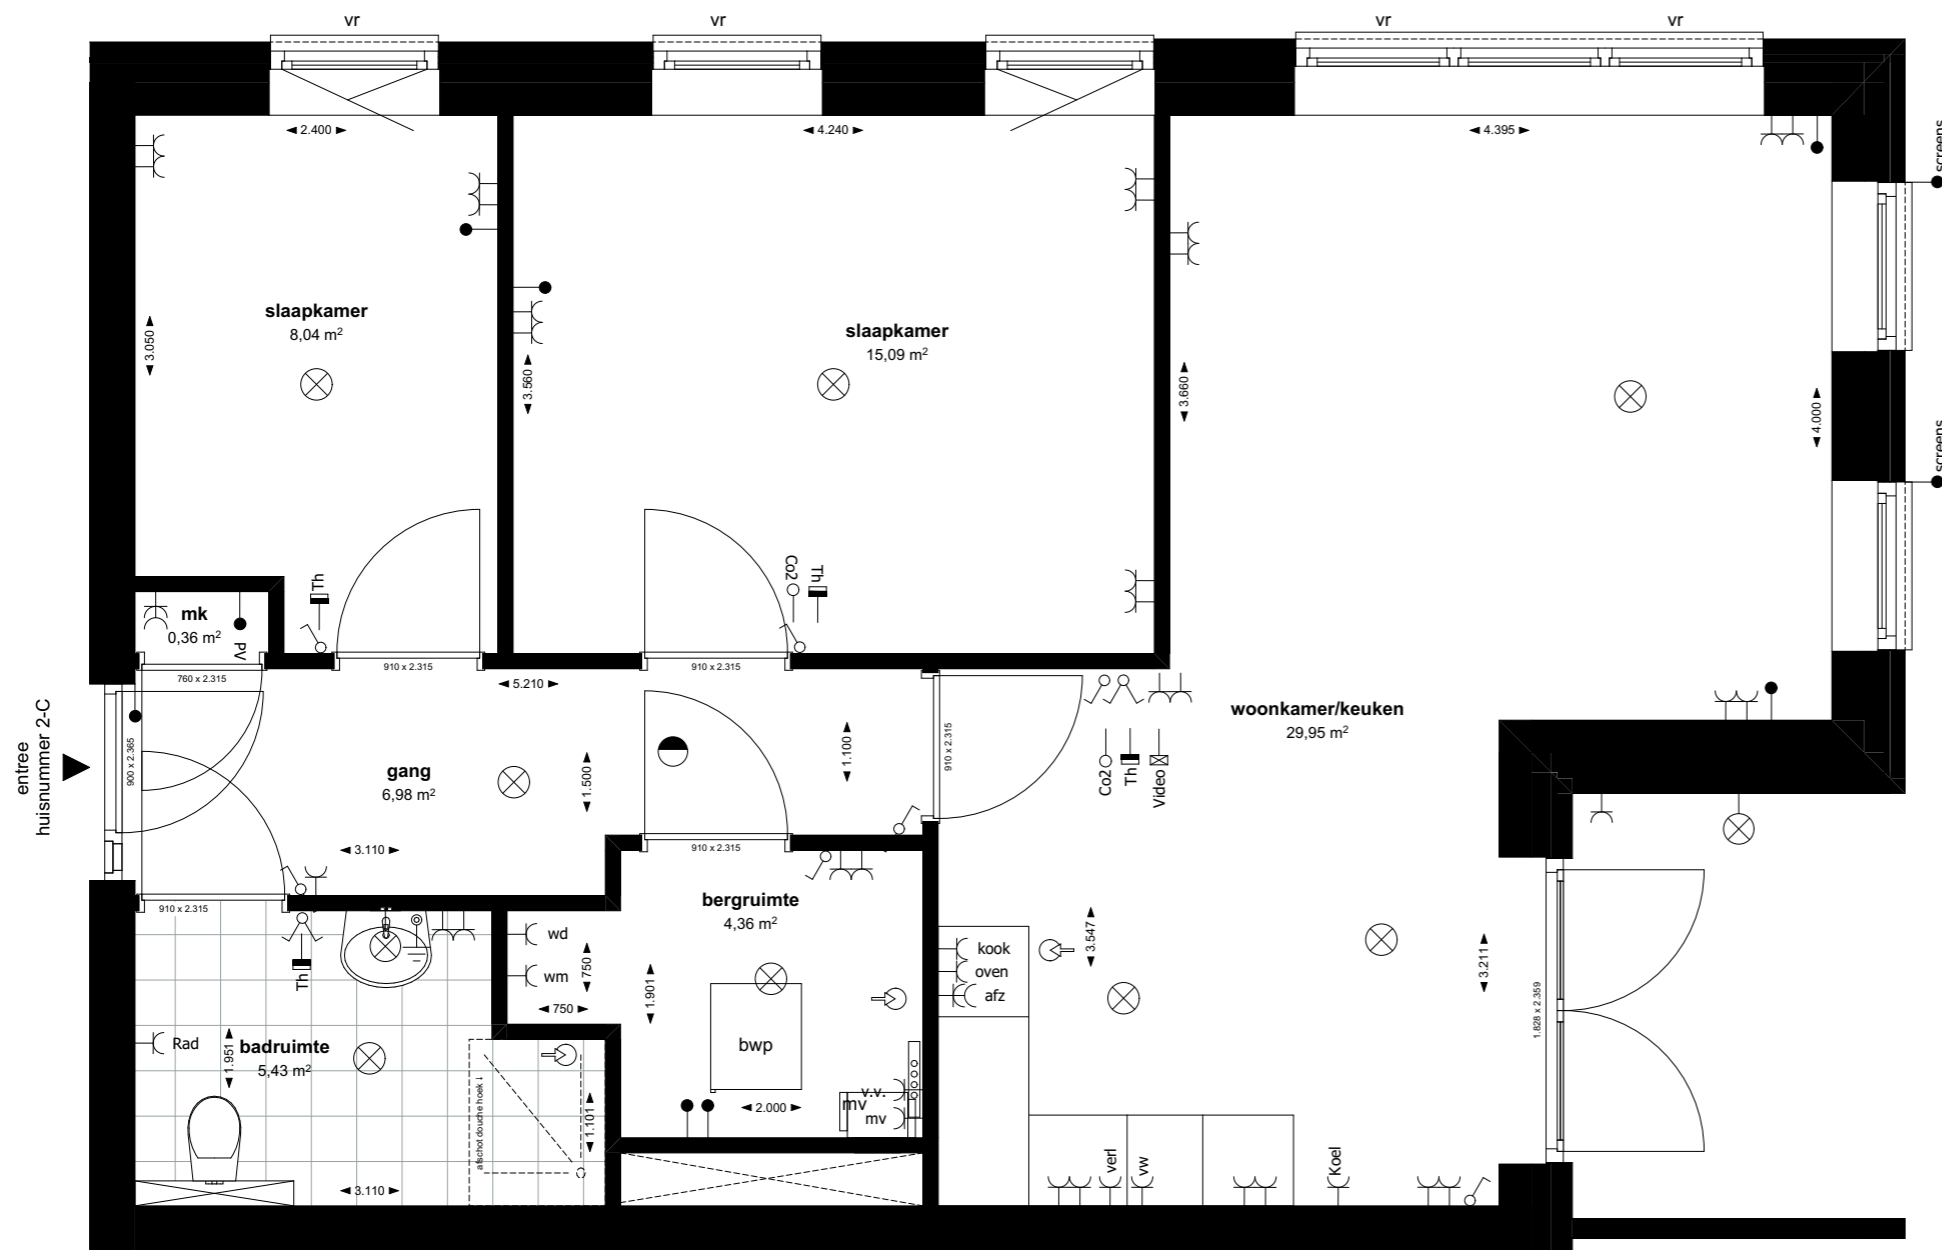 vr
vr
vr
vr
2.400
4.240
4.395
screens
screens
slaapkamer
8,04 m²
3.050
slaapkamer
15,09 m²
3.560
3.660
4.000
mk
0,36 m²
PV
Th
Co2
Th
760 x 2.315
910 x 2.315
910 x 2.315
5.210
entree
huisnummer 2-C
900 x 2.365
gang
6,98 m²
1.500
1.100
910 x 2.315
Co2
Th
Video
woonkamer/keuken
29,95 m²
3.110
910 x 2.315
910 x 2.315
bergruimte
4,36 m²
wd
wm
750
750
1.901
Th
kook
oven
afz
3.547
3.211
1.828 x 2.359
Rad
1.951
badruimte
5,43 m²
bwp
afschot douche hoek
1.101
2.000
v.v.
mv
mv
3.110
verl
vw
Koel